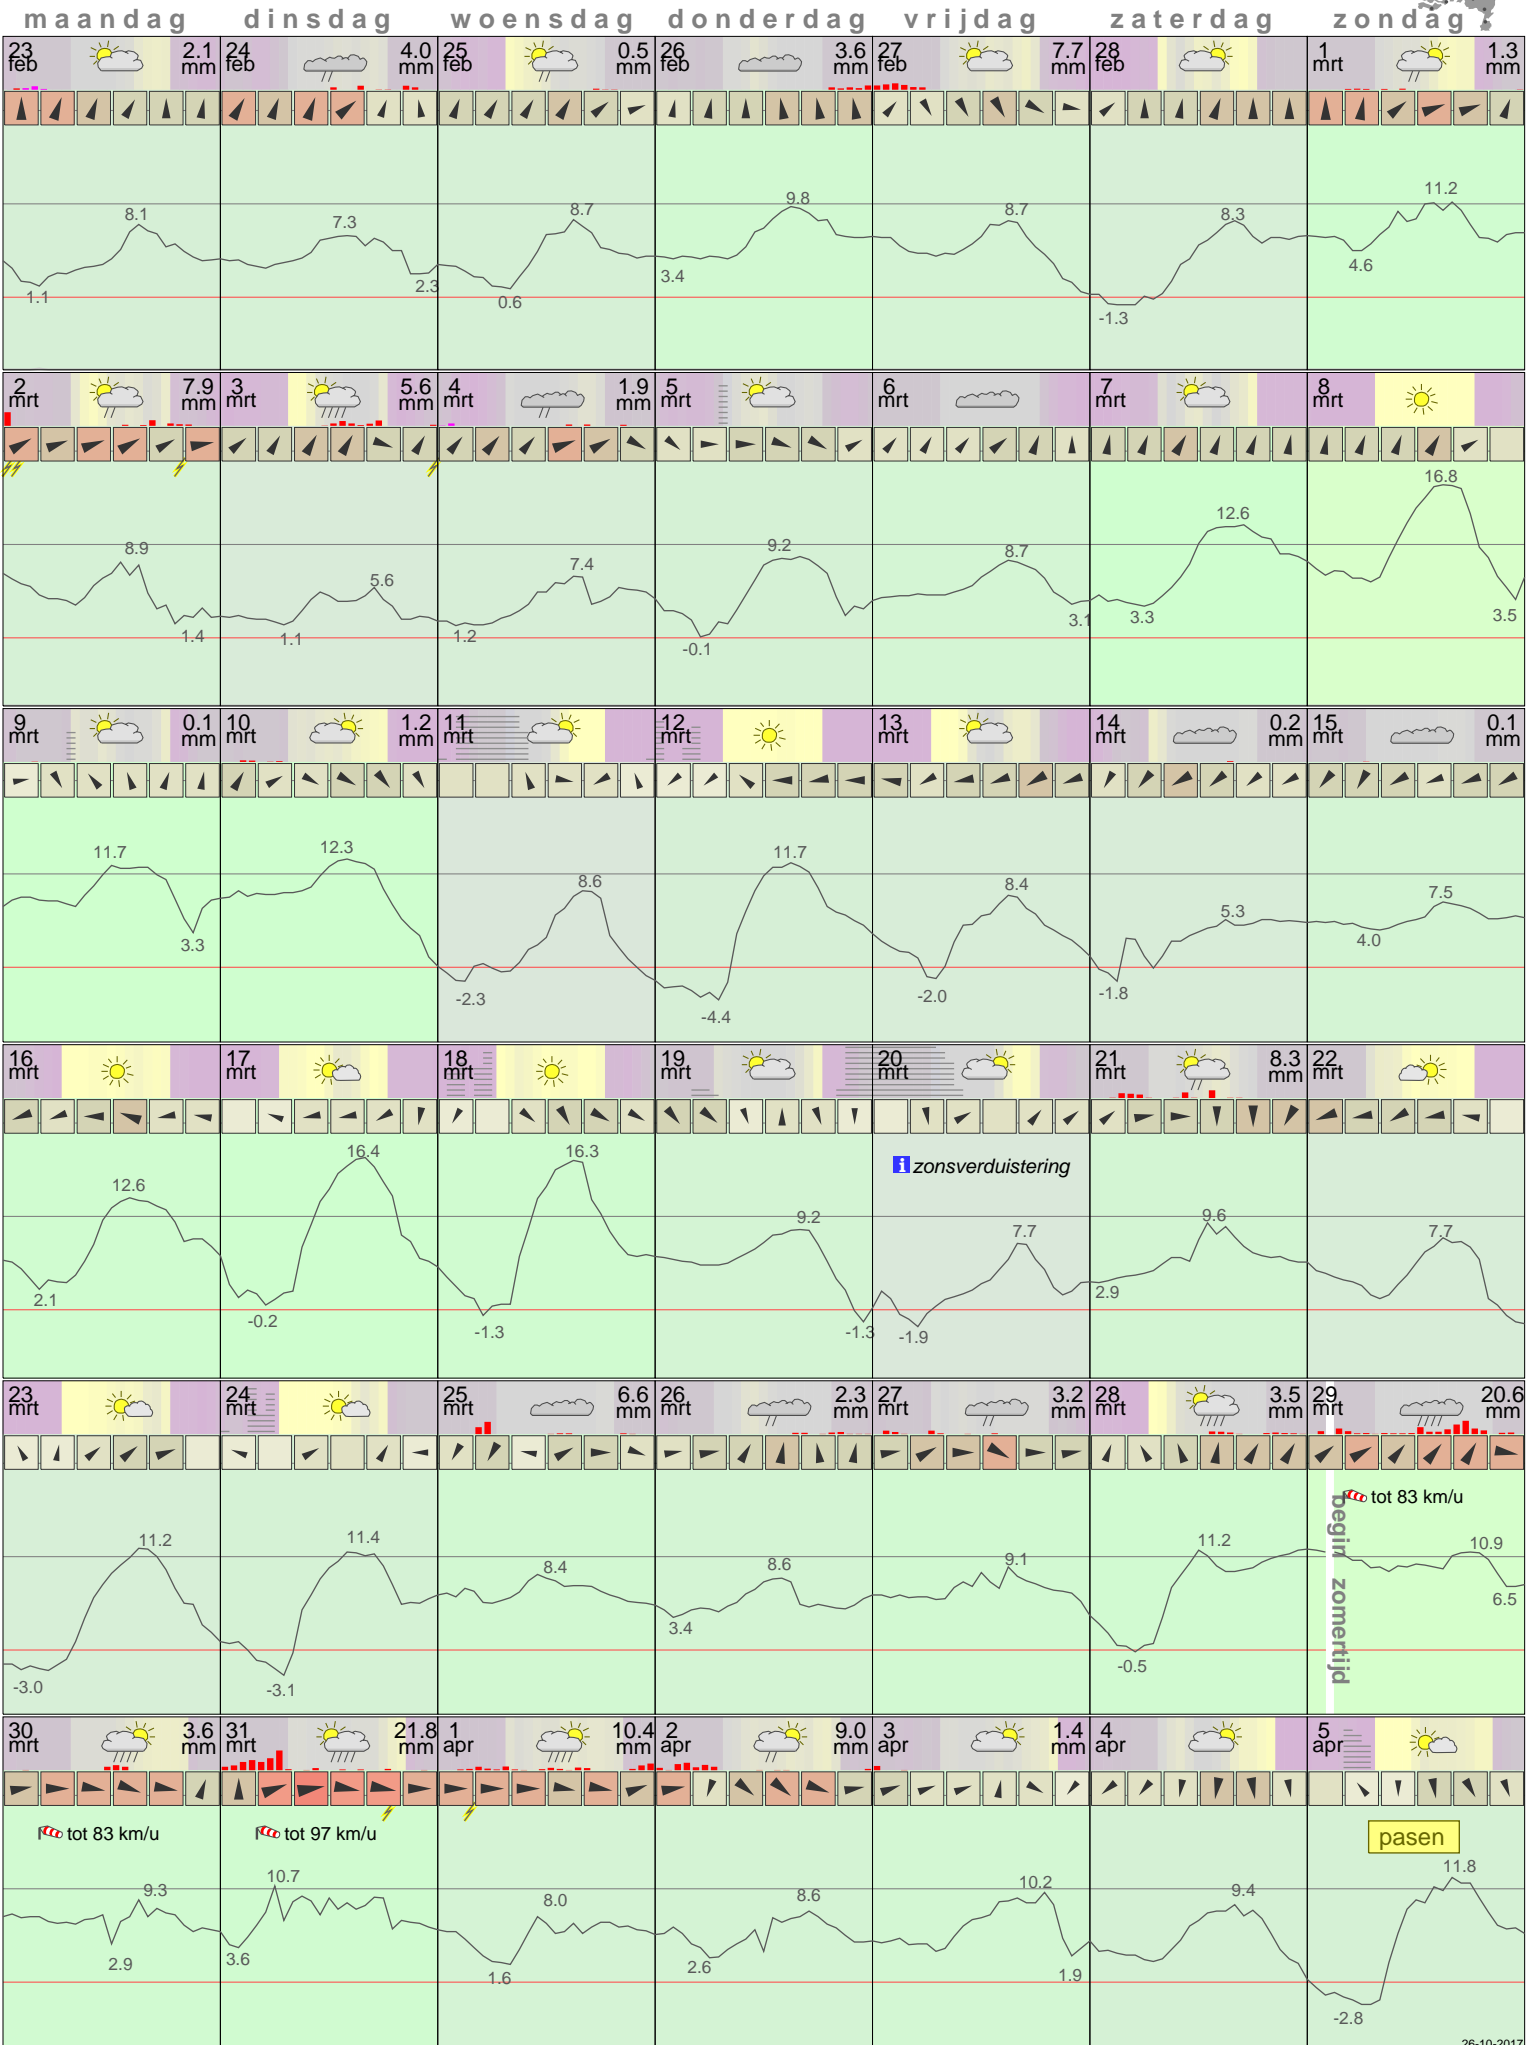 maandag dinsdag woensdag donderdag vrijdag zaterdag zondag
23 feb 2.1 mm 24 feb 4.0 mm 25 feb 0.5 mm 26 feb 3.6 mm 27 feb 7.7 mm 28 feb 1 mrt 1.3 mm
8.1 7.3 8.7 9.8 8.7 8.3 11.2
1.1 2.3 0.6 3.4 -1.3 4.6
2 mrt 7.9 mm 3 mrt 5.6 mm 4 mrt 1.9 mm 5 mrt 6 mrt 7 mrt 8 mrt
8.9 5.6 7.4 9.2 8.7 12.6 16.8
1.4 1.1 1.2 -0.1 3.1 3.3 3.5
9 mrt 0.1 mm 10 mrt 1.2 mm 11 mrt 12 mrt 13 mrt 14 mrt 0.2 mm 15 mrt 0.1 mm
11.7 12.3 8.6 11.7 8.4 5.3 7.5
3.3 -2.3 -4.4 -2.0 -1.8 4.0
16 mrt 17 mrt 18 mrt 19 mrt 20 mrt 21 mrt 8.3 mm 22 mrt
i zonsverduistering
12.6 16.4 16.3 9.2 7.7 9.6 7.7
2.1 -0.2 -1.3 -1.3 -1.9 2.9
23 mrt 24 mrt 25 mrt 6.6 mm 26 mrt 2.3 mm 27 mrt 3.2 mm 28 mrt 3.5 mm 29 mrt 20.6 mm
tot 83 km/u
begin zomertijd
11.2 11.4 8.4 8.6 9.1 11.2 10.9
-3.0 -3.1 3.4 -0.5 6.5
30 mrt 3.6 mm 31 mrt 21.8 mm 1 apr 10.4 mm 2 apr 9.0 mm 3 apr 1.4 mm 4 apr 5 apr
tot 83 km/u tot 97 km/u pasen
9.3 10.7 8.0 8.6 10.2 9.4 11.8
2.9 3.6 1.6 2.6 1.9 -2.8
26-10-2017